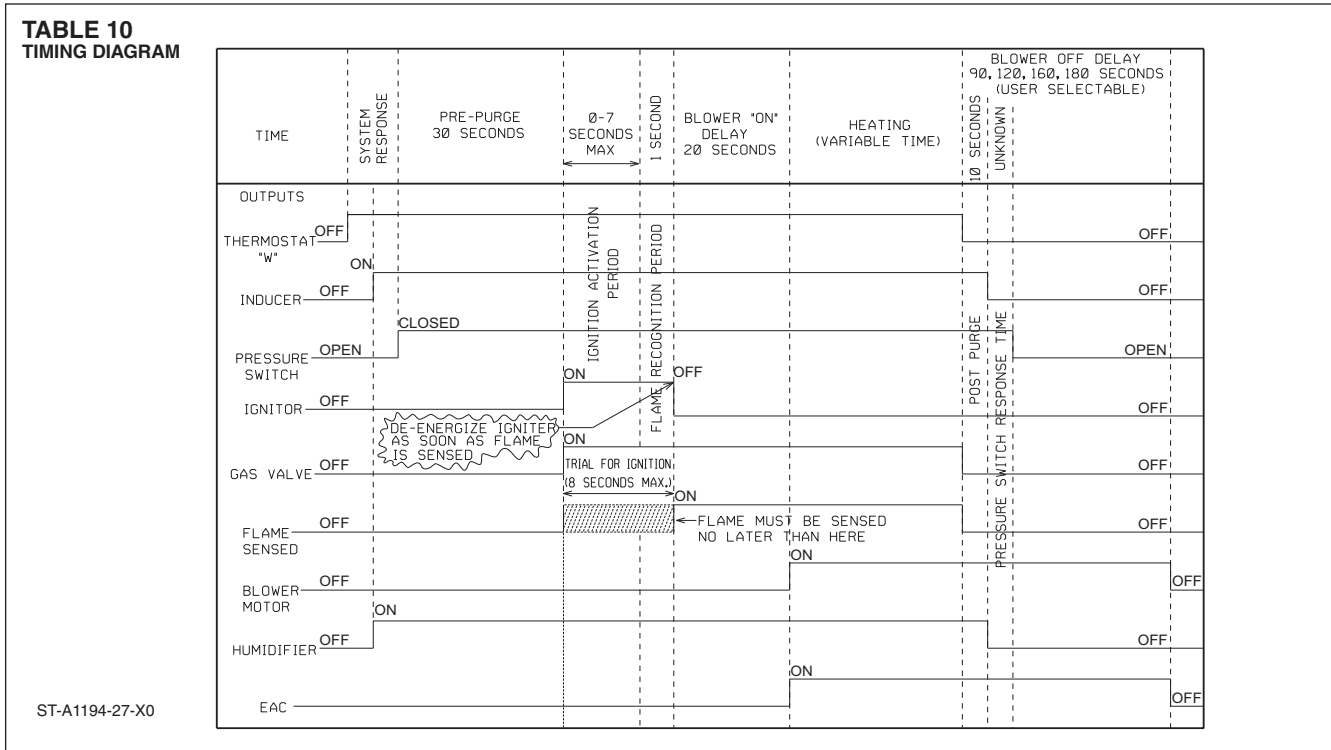 TABLE 10
TIMING DIAGRAM
TIME
SYSTEM
RESPONSE
PRE-PURGE
30 SECONDS
0-7
SECONDS
MAX
1 SECOND
BLOWER "ON"
DELAY
20 SECONDS
HEATING
(VARIABLE TIME)
10 SECONDS
UNKNOWN
BLOWER OFF DELAY
90,120,160,180 SECONDS
(USER SELECTABLE)
OUTPUTS
THERMOSTAT
"W"
OFF
OFF
IGNITION ACTIVATION
PERIOD
FLAME RECOGNITION PERIOD
POST PURGE
PRESSURE SWITCH RESPONSE TIME
INDUCER
OFF
ON
OFF
PRESSURE
SWITCH
OPEN
CLOSED
OPEN
IGNITOR
OFF
ON
OFF
OFF
DE-ENERGIZE IGNITER
AS SOON AS FLAME
IS SENSED
GAS VALVE
OFF
ON
OFF
TRIAL FOR IGNITION
(8 SECONDS MAX.)
FLAME
SENSED
OFF
ON
OFF
FLAME MUST BE SENSED
NO LATER THAN HERE
BLOWER
MOTOR
OFF
ON
OFF
HUMIDIFIER
OFF
ON
OFF
EAC
ON
OFF
ST-A1194-27-X0